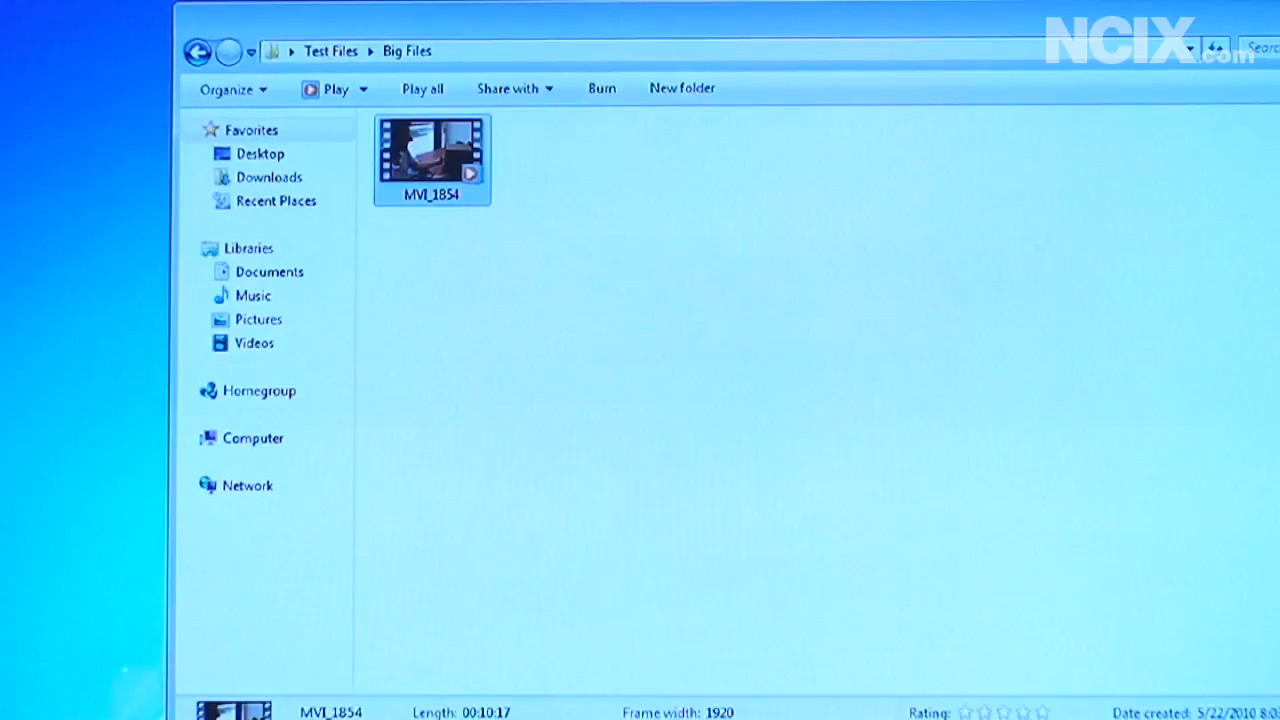 NCIX.com
Test Files Big Files
Organize Play Play all Share with Burn New folder
Favorites
Desktop
Downloads
Recent Places
Libraries
Documents
Music
Pictures
Videos
Homegroup
Computer
Network
MVI_1854
MVI_1854 Length: 00:10:17 Frame width: 1920 Rating: Date created: 5/22/2010